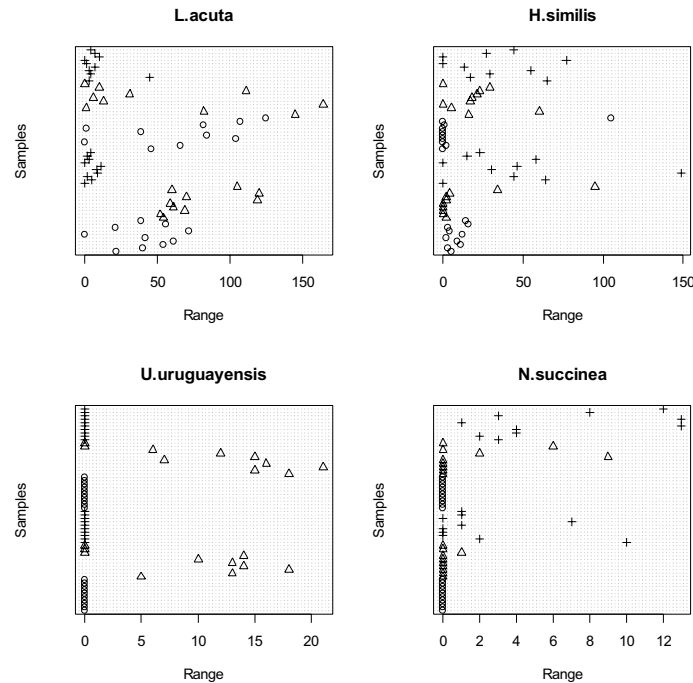 L.acuta
Samples
0 50 100 150
Range
H.similis
Samples
0 50 100 150
Range
U.uruguayensis
Samples
0 5 10 15 20
Range
N.succinea
Samples
0 2 4 6 8 10 12
Range